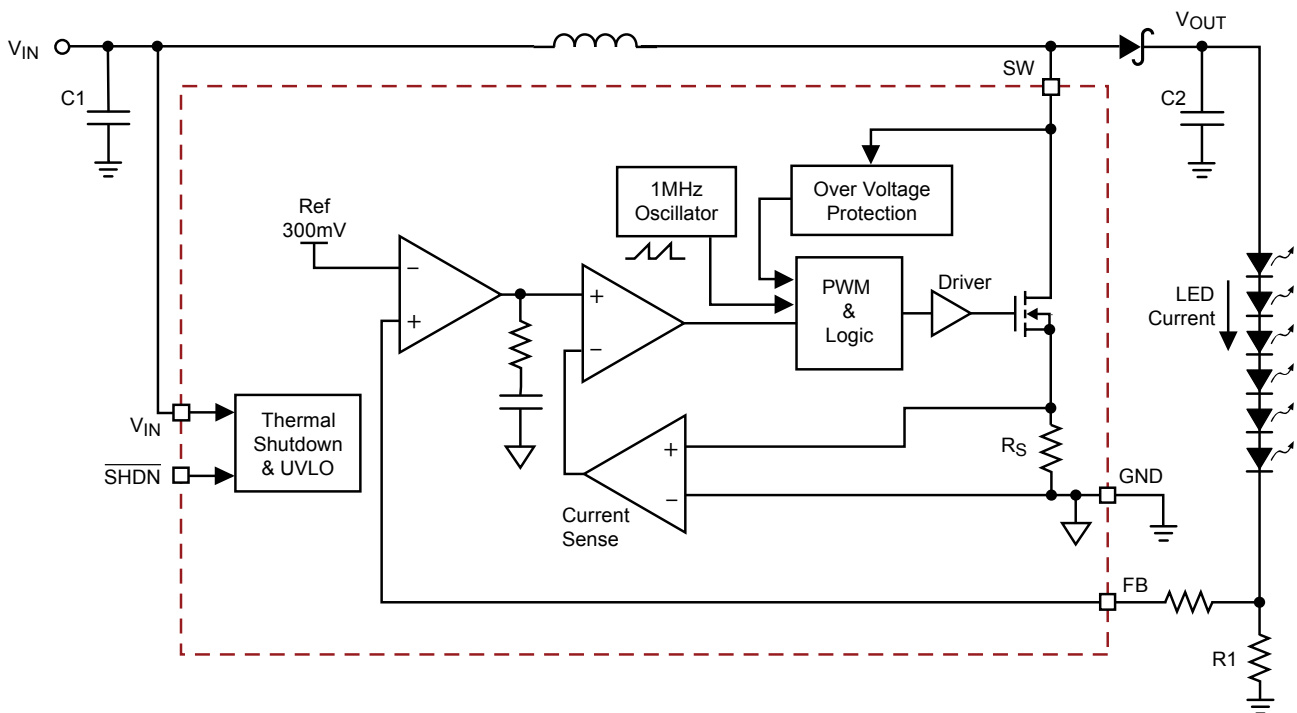 VIN
C1
SW
VOUT
C2
Ref
300mV
1MHz
Oscillator
Over Voltage
Protection
−
+
+
−
PWM
&
Logic
Driver
LED
Current
VIN
SHDN
Thermal
Shutdown
& UVLO
+
−
Current
Sense
RS
GND
FB
R1